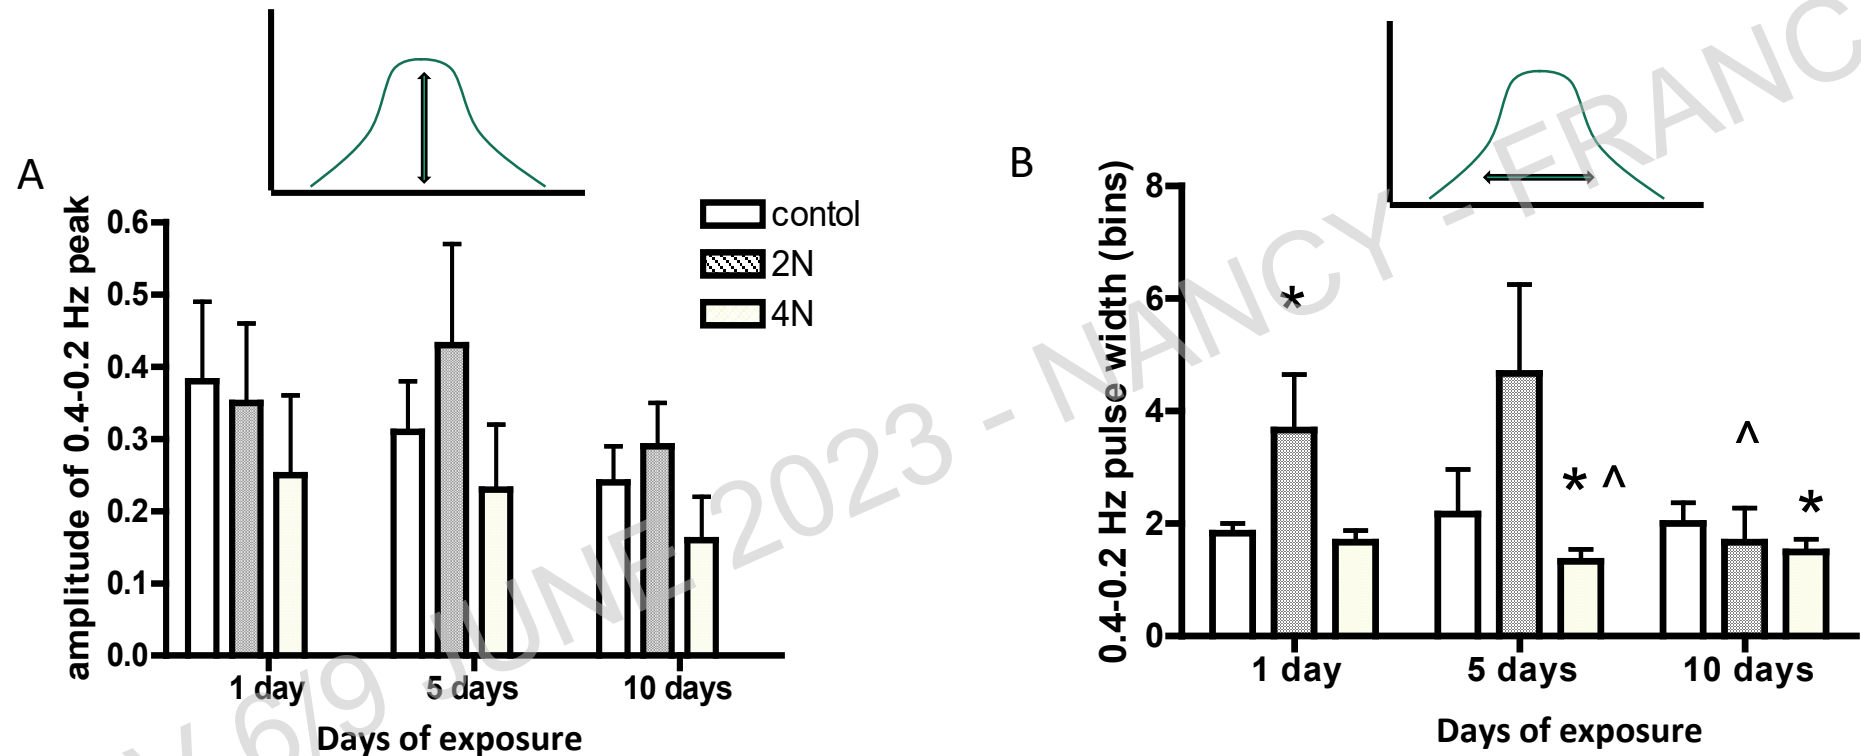 A
amplitude of 0.4-0.2 Hz peak
0.6
0.5
0.4
0.3
0.2
0.1
0.0
1 day
5 days
10 days
Days of exposure
contol
2N
4N
B
0.4-0.2 Hz pulse width (bins)
8
6
4
2
0
*
* ^
^
*
1 day
5 days
10 days
Days of exposure
6/9 JUNE 2023 - NANCY - FRANC